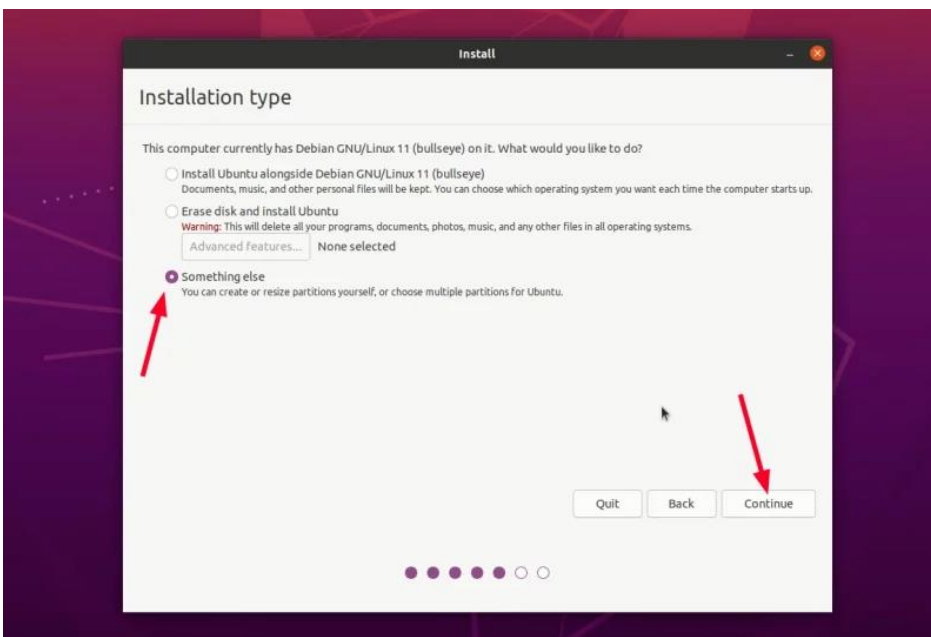 Install
Installation type
This computer currently has Debian GNU/Linux 11 (bullseye) on it. What would you like to do?
Install Ubuntu alongside Debian GNU/Linux 11 (bullseye)
Documents, music, and other personal files will be kept. You can choose which operating system you want each time the computer starts up.
Erase disk and install Ubuntu
Warning: This will delete all your programs, documents, photos, music, and any other files in all operating systems.
Advanced features... None selected
Something else
You can create or resize partitions yourself, or choose multiple partitions for Ubuntu.
Quit Back Continue